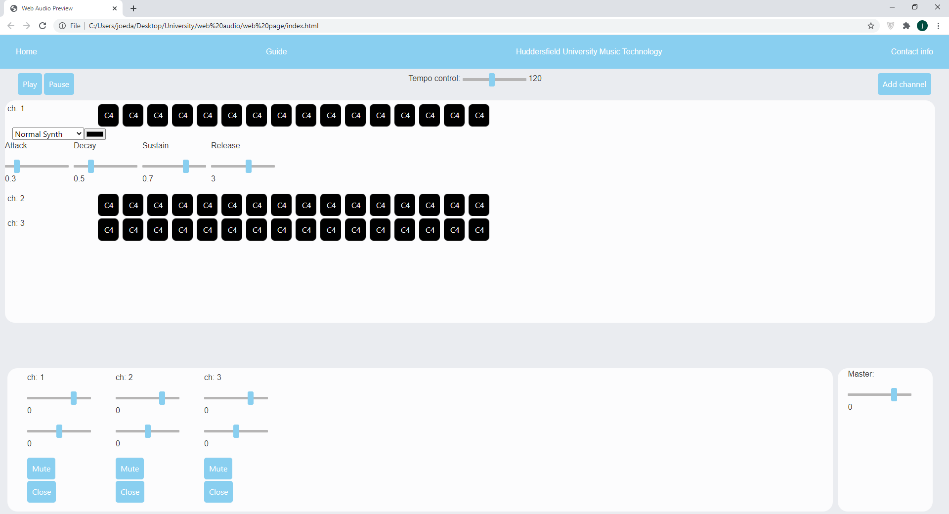 Web Audio Preview
File | C:/Users/joeda/Desktop/University/web%20audio/web%20page/index.html
Home Guide Huddersfield University Music Technology Contact info
Play Pause Tempo control: 120 Add channel
ch: 1 C4 C4 C4 C4 C4 C4 C4 C4 C4 C4 C4 C4 C4 C4 C4 C4
Normal Synth
Attack Decay Sustain Release
0.3 0.5 0.7 3
ch: 2 C4 C4 C4 C4 C4 C4 C4 C4 C4 C4 C4 C4 C4 C4 C4 C4
ch: 3 C4 C4 C4 C4 C4 C4 C4 C4 C4 C4 C4 C4 C4 C4 C4 C4
ch: 1 ch: 2 ch: 3 Master:
0 0 0 0
0 0 0
Mute Mute Mute
Close Close Close